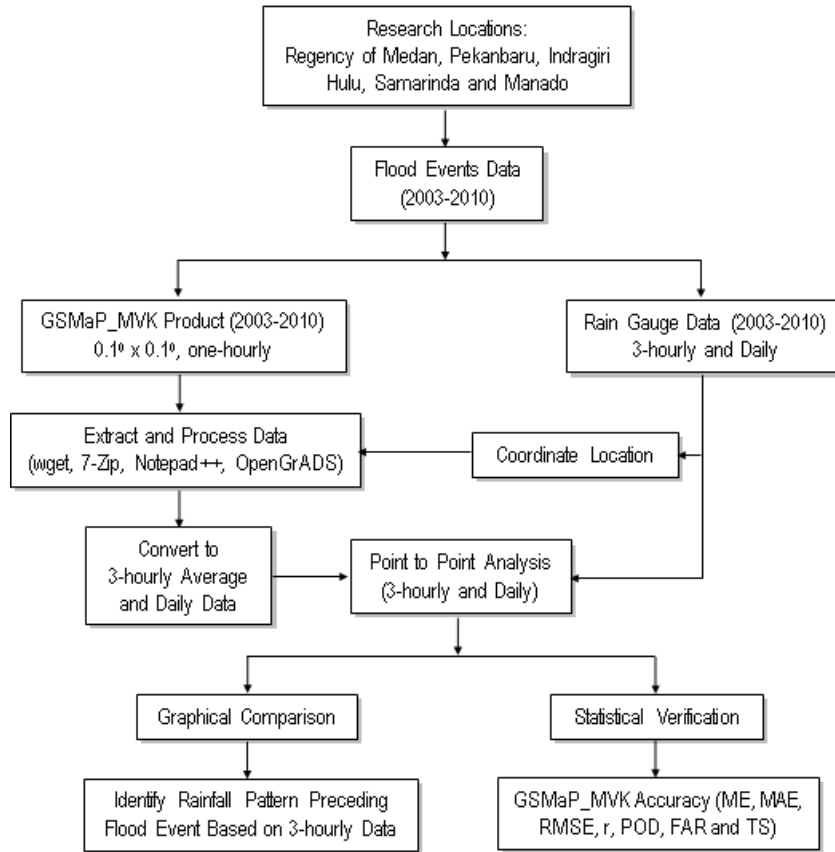 Research Locations:
Regency of Medan, Pekanbaru, Indragiri
Hulu, Samarinda and Manado
Flood Events Data
(2003-2010)
GSMaP_MVK Product (2003-2010)
0.1⁰ x 0.1⁰, one-hourly
Rain Gauge Data (2003-2010)
3-hourly and Daily
Extract and Process Data
(wget, 7-Zip, Notepad++, OpenGrADS)
Coordinate Location
Convert to
3-hourly Average
and Daily Data
Point to Point Analysis
(3-hourly and Daily)
Graphical Comparison
Statistical Verification
Identify Rainfall Pattern Preceding
Flood Event Based on 3-hourly Data
GSMaP_MVK Accuracy (ME, MAE,
RMSE, r, POD, FAR and TS)